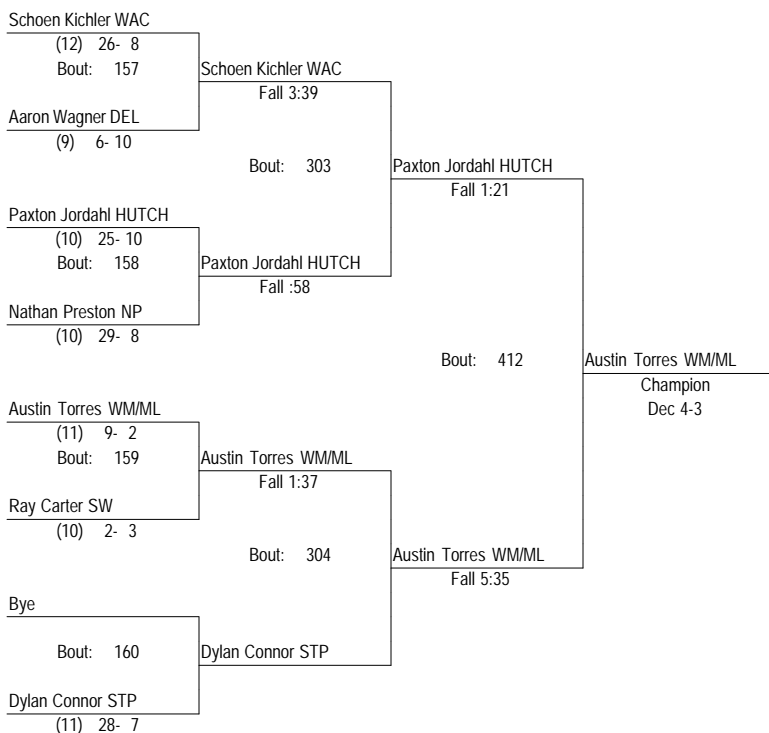 Schoen Kichler WAC
(12) 26- 8
Bout: 157
Schoen Kichler WAC
Fall 3:39
Aaron Wagner DEL
(9) 6- 10
Bout: 303
Paxton Jordahl HUTCH
Fall 1:21
Paxton Jordahl HUTCH
(10) 25- 10
Bout: 158
Paxton Jordahl HUTCH
Fall :58
Nathan Preston NP
(10) 29- 8
Bout: 412
Austin Torres WM/ML
Champion
Dec 4-3
Austin Torres WM/ML
(11) 9- 2
Bout: 159
Austin Torres WM/ML
Fall 1:37
Ray Carter SW
(10) 2- 3
Bout: 304
Austin Torres WM/ML
Fall 5:35
Bye
Bout: 160
Dylan Connor STP
Dylan Connor STP
(11) 28- 7